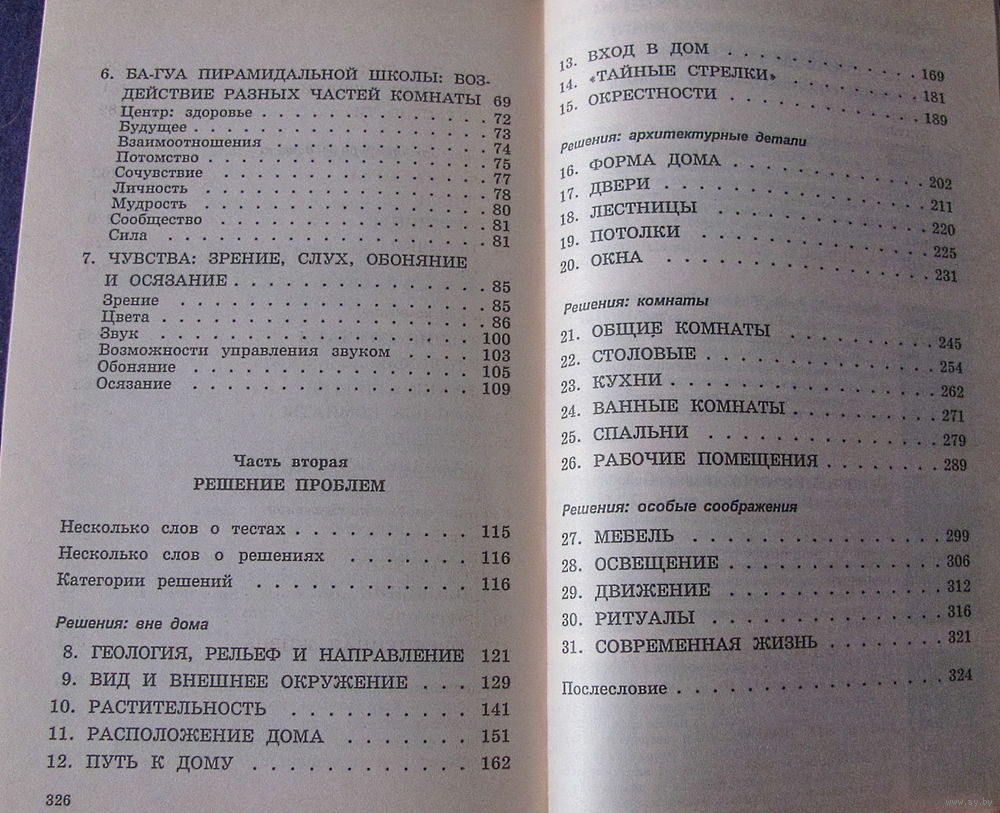 6. БА-ГУА ПИРАМИДАЛЬНОЙ ШКОЛЫ: ВОЗ-
ДЕЙСТВИЕ РАЗНЫХ ЧАСТЕЙ КОМНАТЫ 69
Центр: здоровье . . . . . . . . . . . . . . . 72
Будущее . . . . . . . . . . . . . . . . . . . 73
Взаимоотношения . . . . . . . . . . . . . . . 74
Потомство . . . . . . . . . . . . . . . . . . 75
Сочувствие . . . . . . . . . . . . . . . . . 77
Личность . . . . . . . . . . . . . . . . . . 78
Мудрость . . . . . . . . . . . . . . . . . . 80
Сообщество . . . . . . . . . . . . . . . . . 81
Сила . . . . . . . . . . . . . . . . . . . . 81
7. ЧУВСТВА: ЗРЕНИЕ, СЛУХ, ОБОНЯНИЕ
И ОСЯЗАНИЕ . . . . . . . . . . . . . . . . 85
Зрение . . . . . . . . . . . . . . . . . . . 85
Цвета . . . . . . . . . . . . . . . . . . . . 86
Звук . . . . . . . . . . . . . . . . . . . . 100
Возможности управления звуком . . . . . 103
Обоняние . . . . . . . . . . . . . . . . . . 105
Осязание . . . . . . . . . . . . . . . . . . 109
Часть вторая
РЕШЕНИЕ ПРОБЛЕМ
Несколько слов о тестах . . . . . . . . . . 115
Несколько слов о решениях . . . . . . . 116
Категории решений . . . . . . . . . . . 116
Решения: вне дома
8. ГЕОЛОГИЯ, РЕЛЬЕФ И НАПРАВЛЕНИЕ 121
9. ВИД И ВНЕШНЕЕ ОКРУЖЕНИЕ . . . 129
10. РАСТИТЕЛЬНОСТЬ . . . . . . . . . 141
11. РАСПОЛОЖЕНИЕ ДОМА . . . . . . . 151
12. ПУТЬ К ДОМУ . . . . . . . . . . . 162
326
13. ВХОД В ДОМ . . . . . . . . . . . 169
14. «ТАЙНЫЕ СТРЕЛКИ» . . . . . . . . 181
15. ОКРЕСТНОСТИ . . . . . . . . . . . 189
Решения: архитектурные детали
16. ФОРМА ДОМА . . . . . . . . . . . 202
17. ДВЕРИ . . . . . . . . . . . . . . 211
18. ЛЕСТНИЦЫ . . . . . . . . . . . . 220
19. ПОТОЛКИ . . . . . . . . . . . . . 225
20. ОКНА . . . . . . . . . . . . . . . 231
Решения: комнаты
21. ОБЩИЕ КОМНАТЫ . . . . . . . . . 245
22. СТОЛОВЫЕ . . . . . . . . . . . . . 254
23. КУХНИ . . . . . . . . . . . . . . . 262
24. ВАННЫЕ КОМНАТЫ . . . . . . . . . 271
25. СПАЛЬНИ . . . . . . . . . . . . . 279
26. РАБОЧИЕ ПОМЕЩЕНИЯ . . . . . . . 289
Решения: особые соображения
27. МЕБЕЛЬ . . . . . . . . . . . . . . 299
28. ОСВЕЩЕНИЕ . . . . . . . . . . . . 306
29. ДВИЖЕНИЕ . . . . . . . . . . . . . 312
30. РИТУАЛЫ . . . . . . . . . . . . . 316
31. СОВРЕМЕННАЯ ЖИЗНЬ . . . . . . . 321
Послесловие . . . . . . . . . . . . . . . . 324
www.ay.by